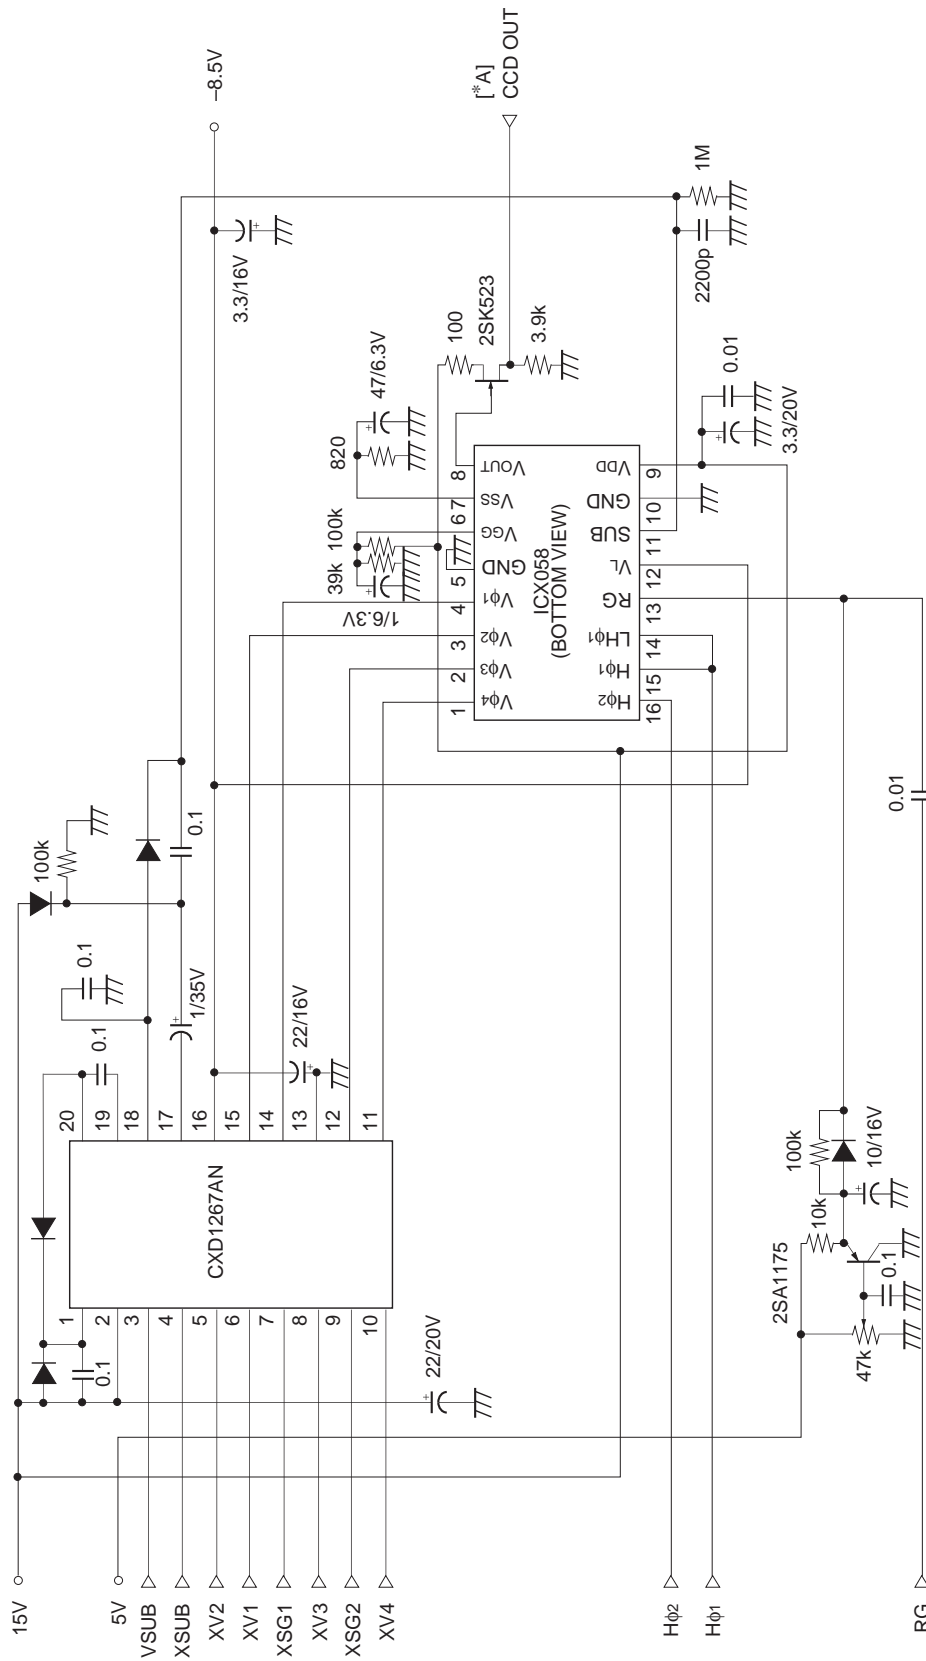 15V
5V
VSUB
XSUB
XV2
XV1
XSG1
XV3
XSG2
XV4
Hϕ2
Hϕ1
RG
22/20V
0.1
1
2
3
4
5
6
7
8
9
10
CXD1267AN
20
19
18
17
16
15
14
13
12
11
0.1
0.1
1/35V
22/16V
100k
0.1
–8.5V
3.3/16V
[*A]
CCD OUT
100
2SK523
3.9k
47/6.3V
820
100k
39k
1/6.3V
1M
2200p
0.01
3.3/20V
ICX058
(BOTTOM VIEW)
8
7
6
5
4
3
2
1
VOUT
VSS
VGG
GND
Vϕ1
Vϕ2
Vϕ3
Vϕ4
VDD
GND
SUB
VL
RG
LHϕ1
Hϕ1
Hϕ2
9
10
11
12
13
14
15
16
0.01
100k
10/16V
10k
2SA1175
0.1
47k